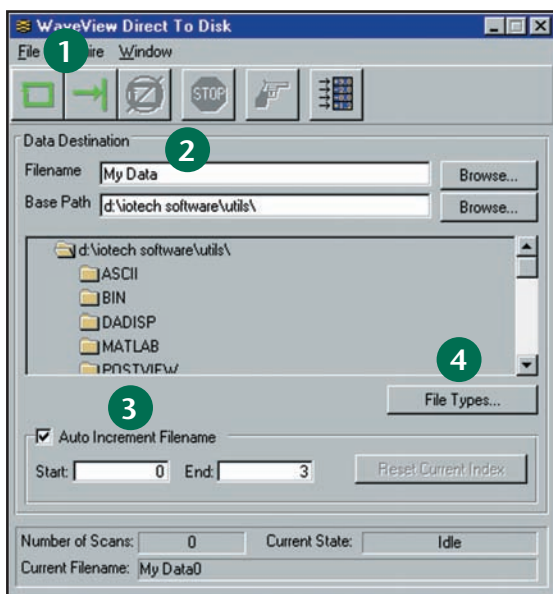 WaveView Direct To Disk
File ire Window
1
STOP
Data Destination
2
Filename My Data Browse...
Base Path d:\iotech software\utils\ Browse...
d:\iotech software\utils\
ASCII
BIN
DADISP
MATLAB
POSTVIEW
4
File Types...
3
Auto Increment Filename
Start: 0 End: 3 Reset Current Index
Number of Scans: 0 Current State: Idle
Current Filename: My Data0